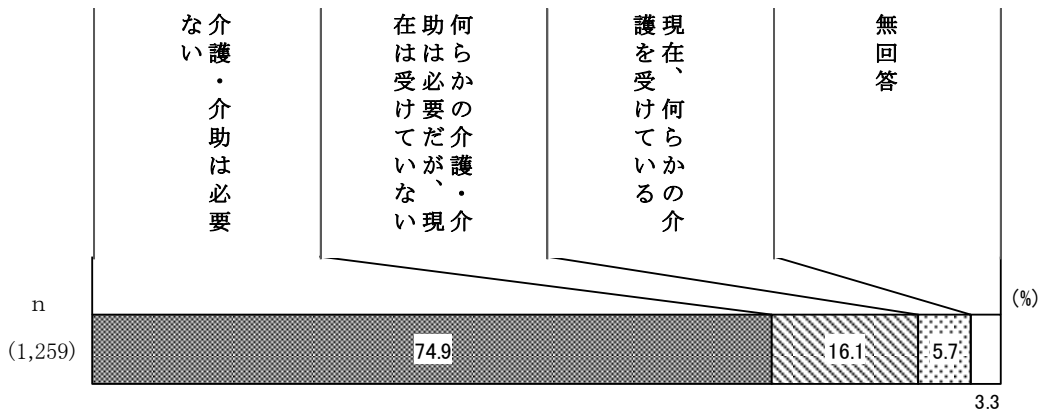 介護・介助は必要
ない
何らかの介護・介
助は必要だが、現
在は受けていない
現在、何らかの介
護を受けている
無回答
(%)
n
(1,259)
74.9
16.1
5.7
3.3